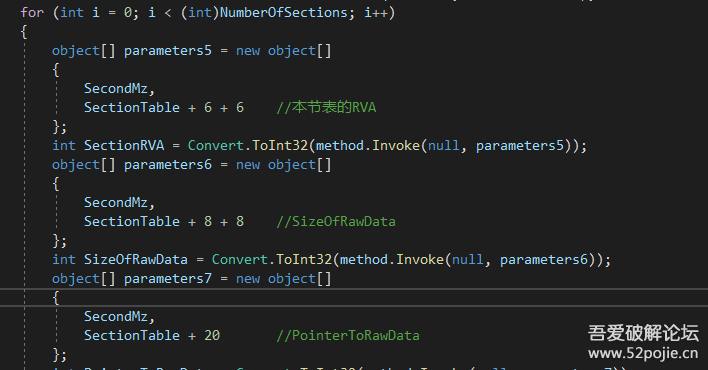 for (int i = 0; i < (int)NumberOfSections; i++)
{
    object[] parameters5 = new object[]
    {
        SecondMz,
        SectionTable + 6 + 6    //本节表的RVA
    };
    int SectionRVA = Convert.ToInt32(method.Invoke(null, parameters5));
    object[] parameters6 = new object[]
    {
        SecondMz,
        SectionTable + 8 + 8    //SizeOfRawData
    };
    int SizeOfRawData = Convert.ToInt32(method.Invoke(null, parameters6));
    object[] parameters7 = new object[]
    {
        SecondMz,
        SectionTable + 20       //PointerToRawData
    };
吾爱破解论坛
www.52pojie.cn